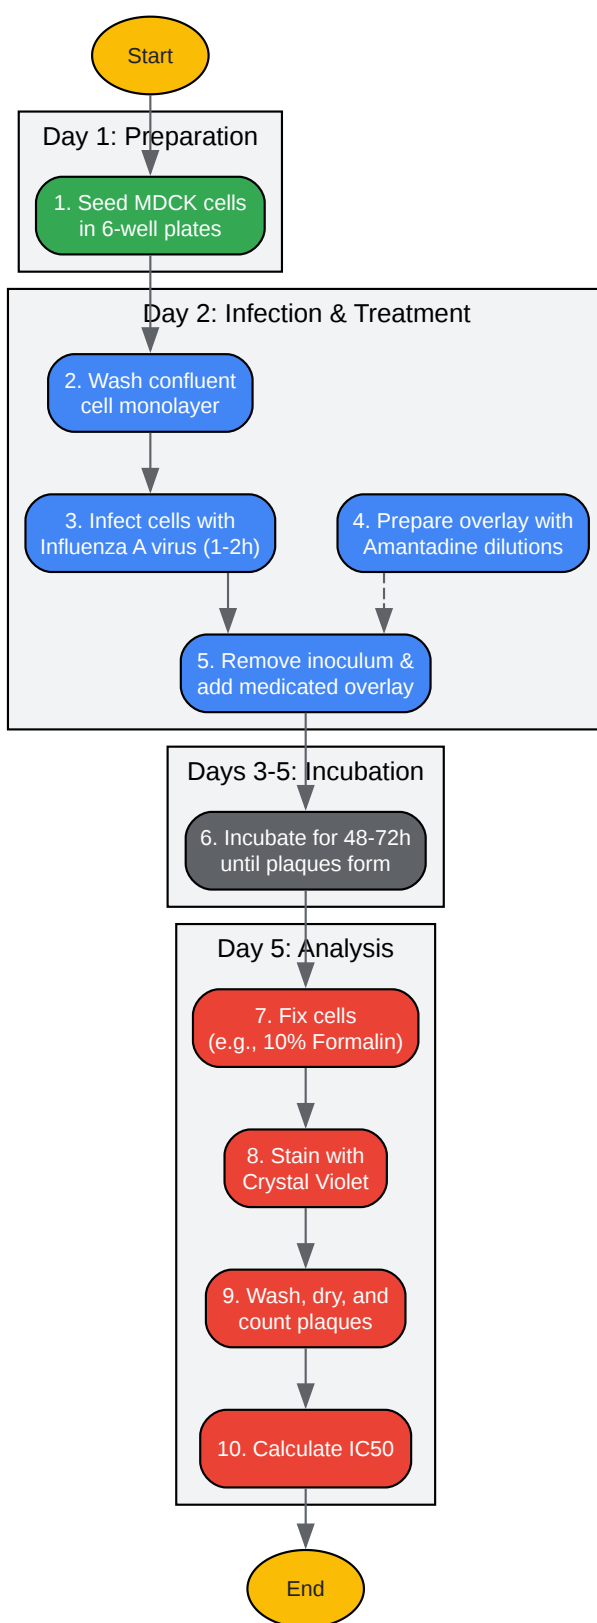 Start
Day 1: Preparation
1. Seed MDCK cells
in 6-well plates
Day 2: Infection & Treatment
2. Wash confluent
cell monolayer
3. Infect cells with
Influenza A virus (1-2h)
4. Prepare overlay with
Amantadine dilutions
5. Remove inoculum &
add medicated overlay
Days 3-5: Incubation
6. Incubate for 48-72h
until plaques form
Day 5: Analysis
7. Fix cells
(e.g., 10% Formalin)
8. Stain with
Crystal Violet
9. Wash, dry, and
count plaques
10. Calculate IC50
End